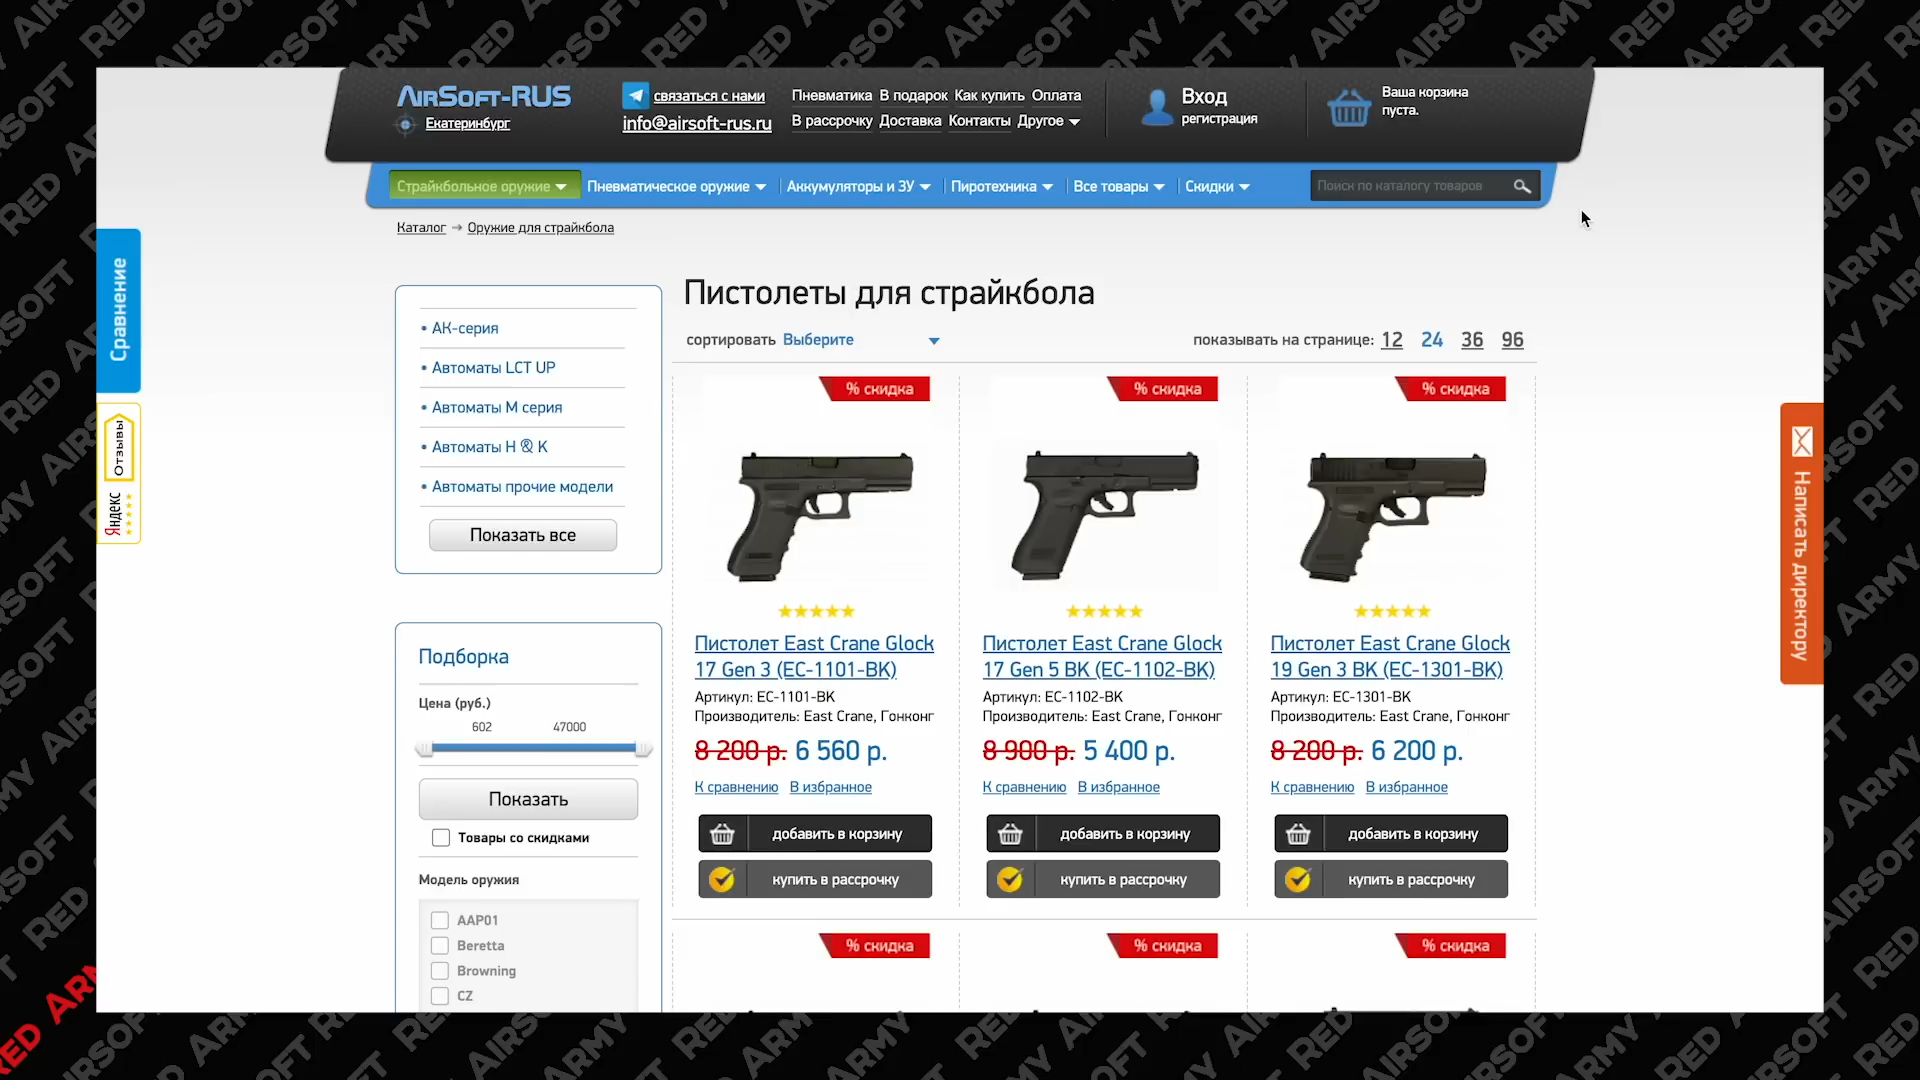 AirSoft-RUS
Екатеринбург
связаться с нами
info@airsoft-rus.ru
Пневматика В подарок Как купить Оплата
В рассрочку Доставка Контакты Другое
Вход
регистрация
Ваша корзина
пуста.
Страйкбольное оружие Пневматическое оружие Аккумуляторы и ЗУ Пиротехника Все товары Скидки
Поиск по каталогу товаров
Каталог → Оружие для страйкбола
Сравнение
Яндекс Отзывы
Написать директору
• АК-серия
• Автоматы LCT UP
• Автоматы М серия
• Автоматы H & K
• Автоматы прочие модели
Показать все
Подборка
Цена (руб.)
602 47000
Показать
Товары со скидками
Модель оружия
AAP01
Beretta
Browning
CZ
Пистолеты для страйкбола
сортировать Выберите
показывать на странице: 12 24 36 96
% скидка
Пистолет East Crane Glock
17 Gen 3 (EC-1101-BK)
Артикул: EC-1101-BK
Производитель: East Crane, Гонконг
8 200 р. 6 560 р.
К сравнению В избранное
добавить в корзину
купить в рассрочку
% скидка
Пистолет East Crane Glock
17 Gen 5 BK (EC-1102-BK)
Артикул: EC-1102-BK
Производитель: East Crane, Гонконг
8 900 р. 5 400 р.
К сравнению В избранное
добавить в корзину
купить в рассрочку
% скидка
Пистолет East Crane Glock
19 Gen 3 BK (EC-1301-BK)
Артикул: EC-1301-BK
Производитель: East Crane, Гонконг
8 200 р. 6 200 р.
К сравнению В избранное
добавить в корзину
купить в рассрочку
% скидка
% скидка
% скидка
RED ARMY AIRSOFT